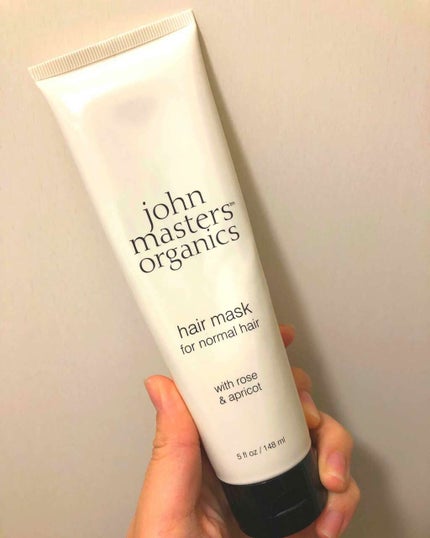 john
masters™
organics
hair mask
for normal hair
with rose
& apricot
5 fl oz / 148 ml